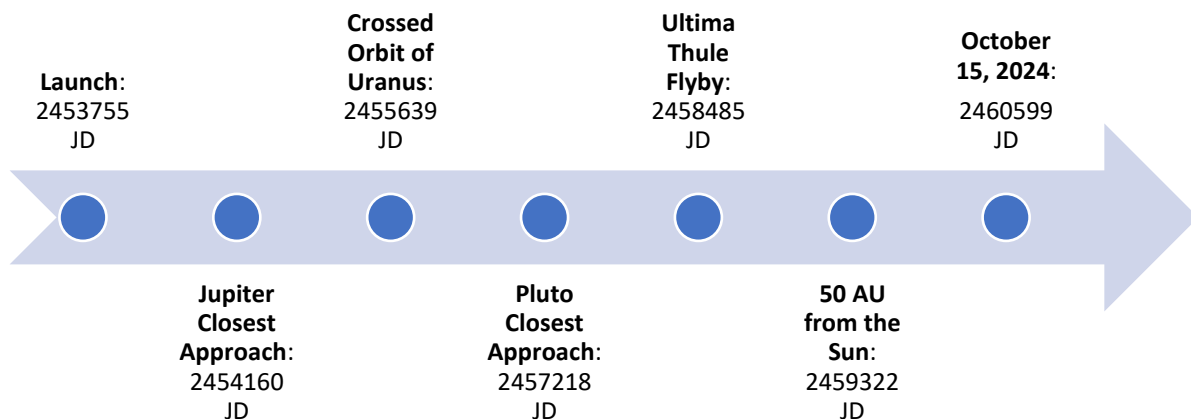 Launch:
2453755
JD
Crossed
Orbit of
Uranus:
2455639
JD
Ultima
Thule
Flyby:
2458485
JD
October
15, 2024:
2460599
JD
Jupiter
Closest
Approach:
2454160
JD
Pluto
Closest
Approach:
2457218
JD
50 AU
from the
Sun:
2459322
JD